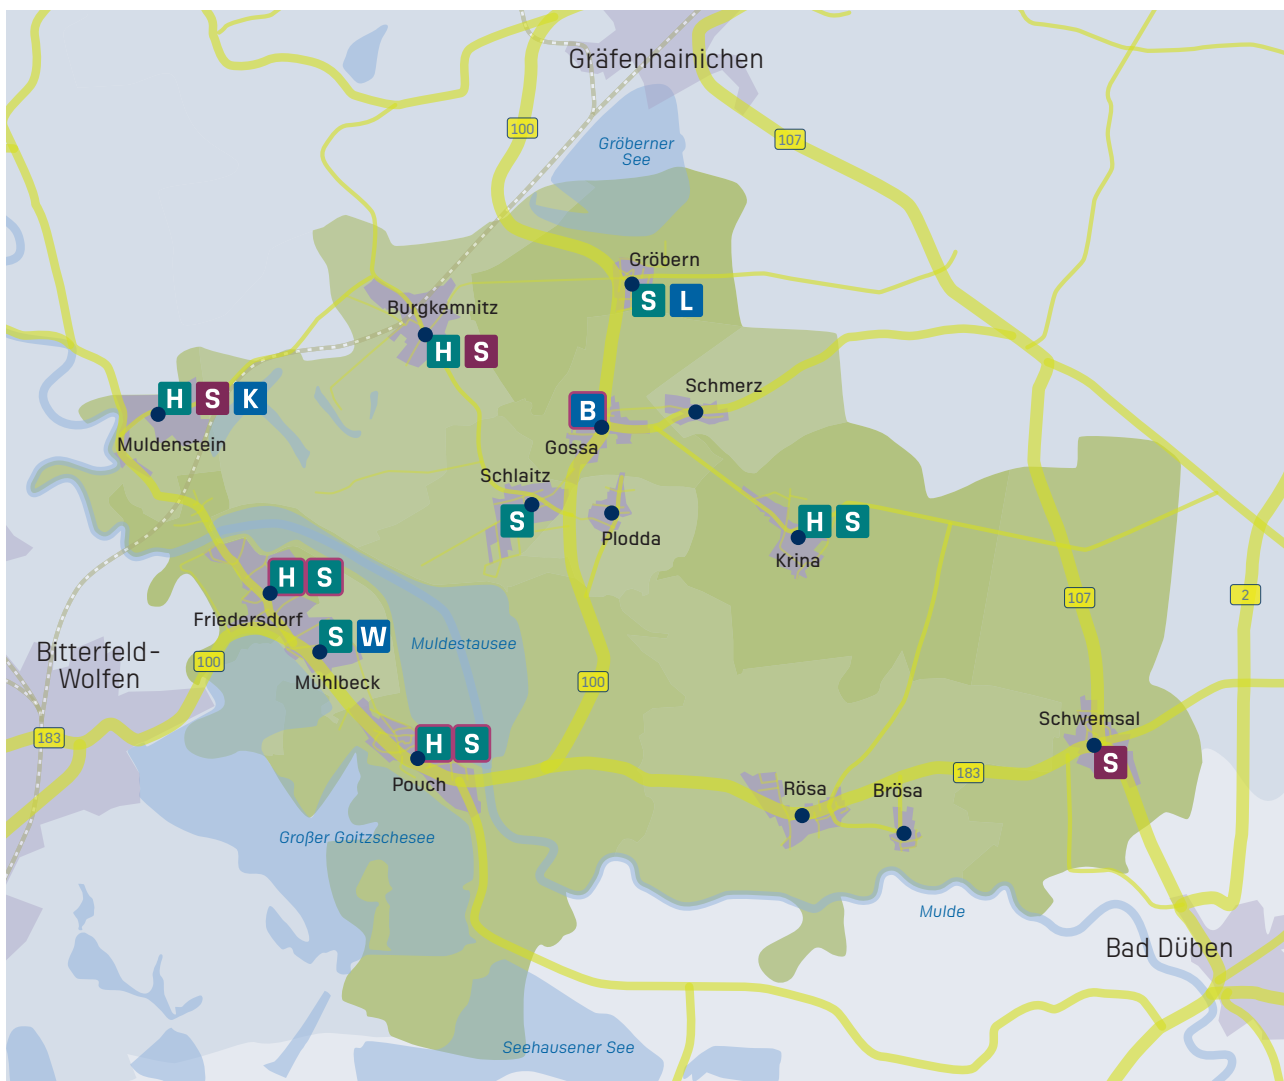 Gräfenhainichen
100
107
Gröberner
See
Gröbern
S L
Burgkemnitz
H S
Schmerz
H S K
Muldenstein
B
Gossa
Schlaitz
S
Plodda
H S
Krina
H S
Friedersdorf
107
2
S W
Mühlbeck
Muldestausee
Bitterfeld-
Wolfen
100
100
183
Schwemsal
S
H S
Pouch
183
Rösa
Brösa
Großer Goitzschesee
Mulde
Bad Düben
Seehausener See